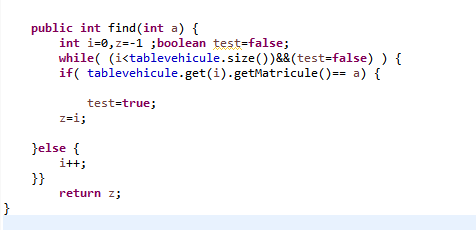 public int find(int a) {
int i=0,z=-1 ;boolean test=false;
while( (i<tablevehicule.size())&&(test=false) ) {
if( tablevehicule.get(i).getMatricule()== a) {
test=true;
z=i;
}else {
i++;
}}
return z;
}